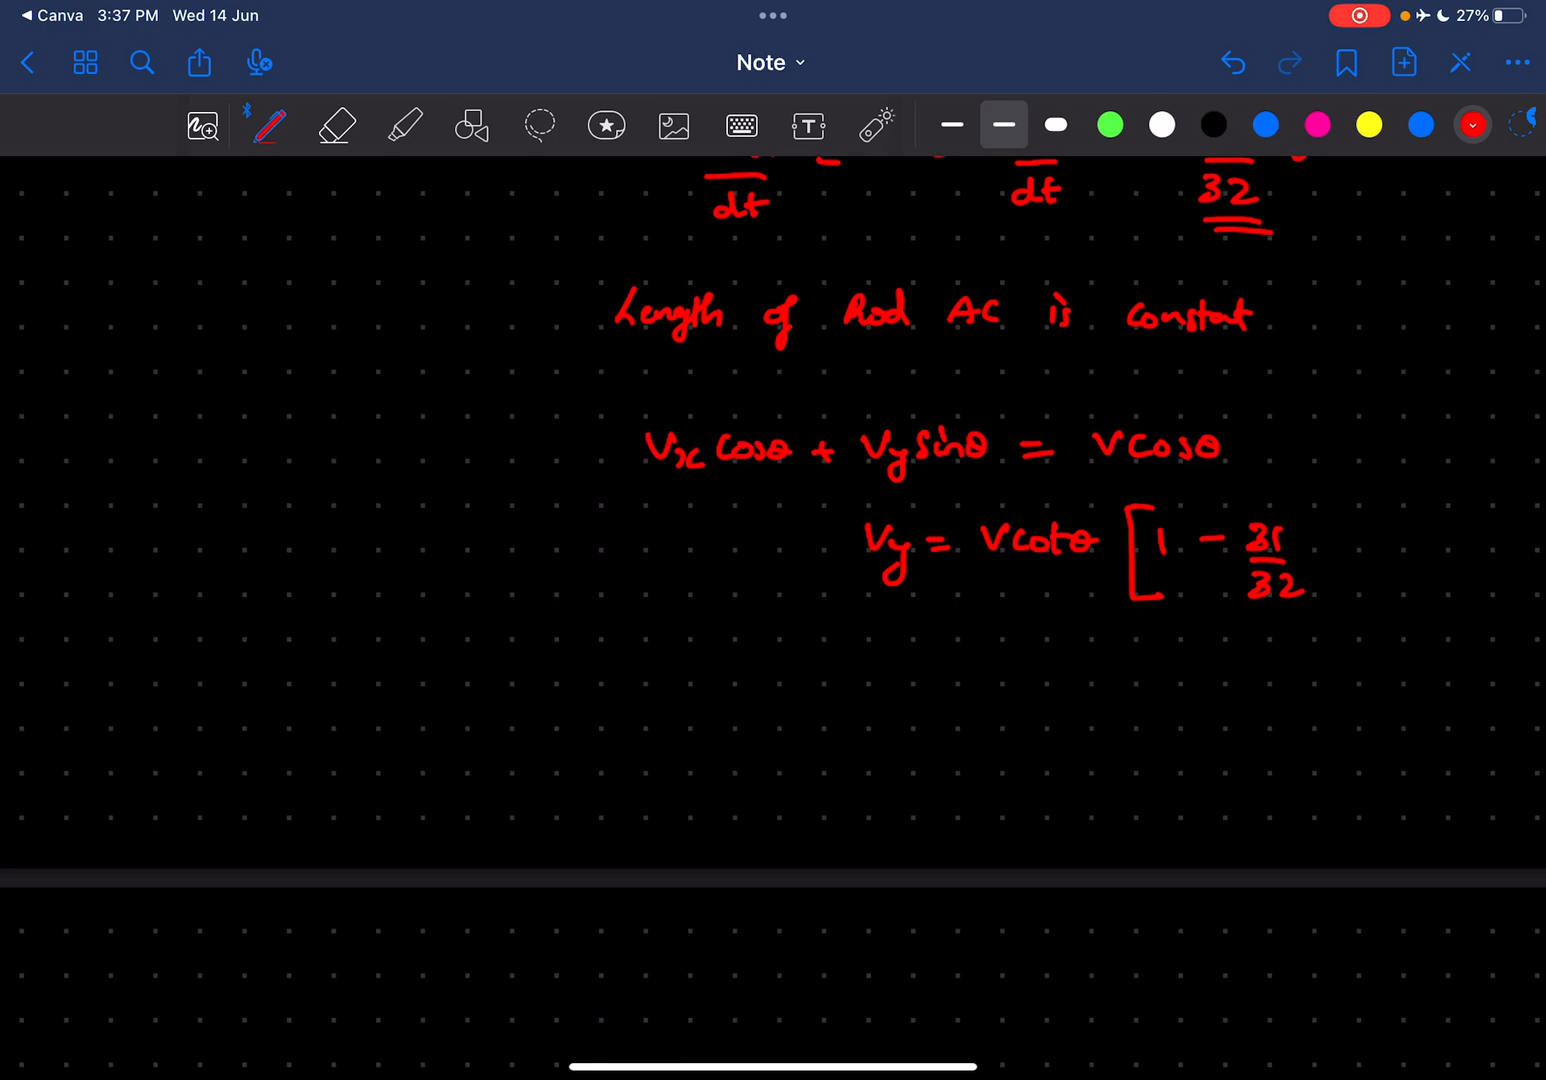 Canva 3:37 PM Wed 14 Jun 27%
Note
T
dt dt 32
Length of Rod AC is constat
Vx Cosθ + Vy Sinθ = V Cosθ
Vy = V cotθ [ 1 - 31/32